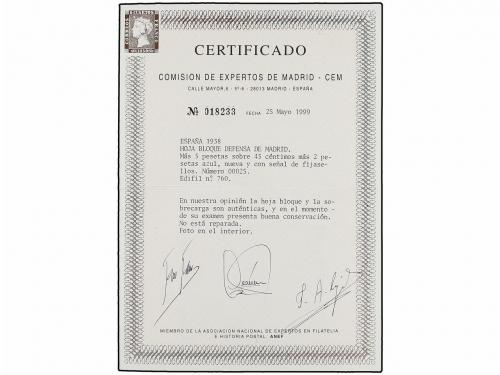 CERTIFICADO
COMISION DE EXPERTOS DE MADRID - CEM
CALLE MAYOR, 6 - 5º-6 - 28013 MADRID - ESPAÑA
Nº 018233 FECHA 25 Mayo 1999
ESPAÑA 1938
HOJA BLOQUE DEFENSA DE MADRID.
Más 5 pesetas sobre 45 céntimos más 2 pe-
setas azul, nueva y con señal de fijase-
llos. Número 00025.
Edifil nº 760.
En nuestra opinión la hoja bloque y la so-
brecarga son auténticas, y en el momento -
de su examen presenta buena conservación.
No está reparada.
Foto en el interior.
MIEMBRO DE LA ASOCIACION NACIONAL DE EXPERTOS EN FILATELIA
E HISTORIA POSTAL. ANEF